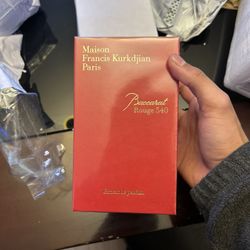 Maison
Francis Kurkdjian
Paris
Baccarat
Rouge 540